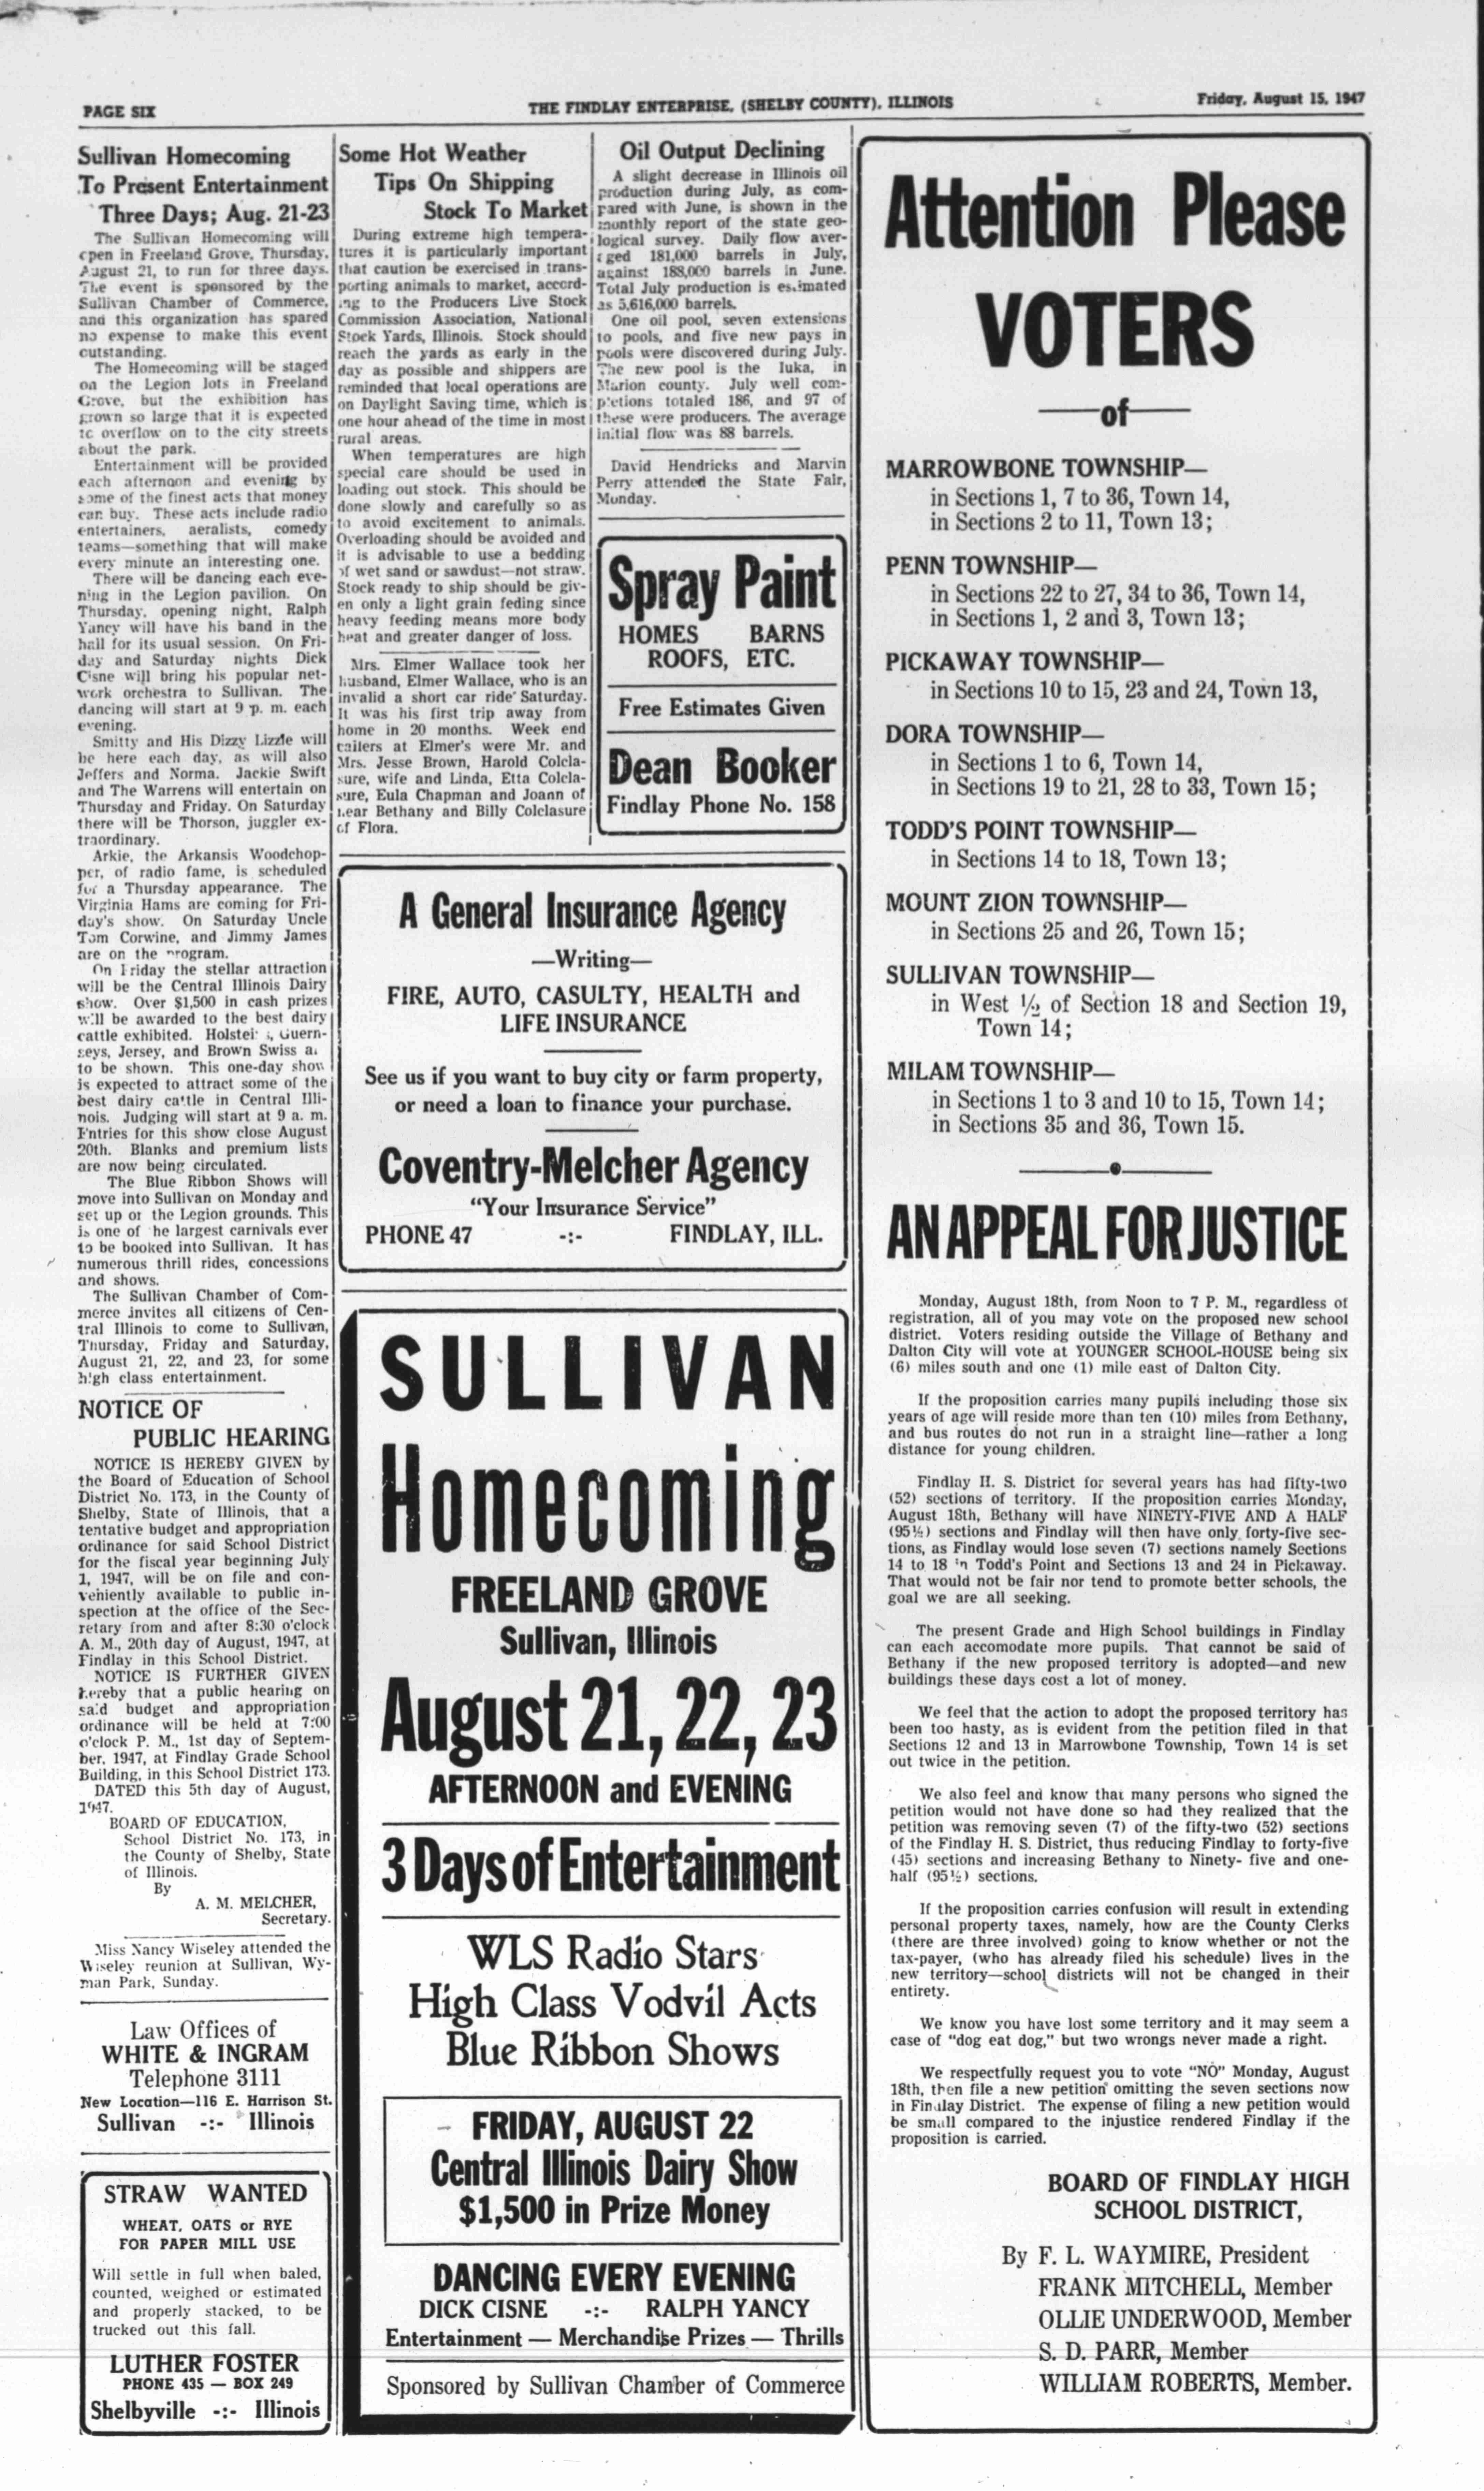 PAGE SIX
THE FINDLAY ENTERPRISE, (SHELBY COUNTY), ILLINOIS
Friday, August 15, 1947
Sullivan Homecoming
To Present Entertainment
Three Days; Aug. 21-23
The Sullivan Homecoming will
open in Freeland Grove, Thursday,
August 21, to run for three days.
The event is sponsored by the
Sullivan Chamber of Commerce,
and this organization has spared
no expense to make this event
outstanding.
The Homecoming will be staged
on the Legion lots in Freeland
Grove, but the exhibition has
grown so large that it is expected
to overflow on to the city streets
about the park.
Entertainment will be provided
each afternoon and evening by
some of the finest acts that money
can buy. These acts include radio
entertainers, aeralists, comedy
teams—something that will make
every minute an interesting one.
There will be dancing each eve-
ning in the Legion pavilion. On
Thursday, opening night, Ralph
Yancy will have his band in the
hall for its usual session. On Fri-
day and Saturday nights Dick
Cisne will bring his popular net-
work orchestra to Sullivan. The
dancing will start at 9 p. m. each
evening.
Smitty and His Dizzy Lizzie will
be here each day, as will also
Jeffers and Norma. Jackie Swift
and The Warrens will entertain on
Thursday and Friday. On Saturday
there will be Thorson, juggler ex-
traordinary.
Arkie, the Arkansis Woodchop-
per, of radio fame, is scheduled
for a Thursday appearance. The
Virginia Hams are coming for Fri-
day's show. On Saturday Uncle
Tom Corwine, and Jimmy James
are on the program.
On Friday the stellar attraction
will be the Central Illinois Dairy
show. Over $1,500 in cash prizes
will be awarded to the best dairy
cattle exhibited. Holsteins, Guern-
seys, Jersey, and Brown Swiss are
to be shown. This one-day show
is expected to attract some of the
best dairy cattle in Central Illi-
nois. Judging will start at 9 a. m.
Entries for this show close August
20th. Blanks and premium lists
are now being circulated.
The Blue Ribbon Shows will
move into Sullivan on Monday and
set up ot the Legion grounds. This
is one of the largest carnivals ever
to be booked into Sullivan. It has
numerous thrill rides, concessions
and shows.
The Sullivan Chamber of Com-
merce invites all citizens of Cen-
tral Illinois to come to Sullivan,
Thursday, Friday and Saturday,
August 21, 22, and 23, for some
high class entertainment.
NOTICE OF
PUBLIC HEARING
NOTICE IS HEREBY GIVEN by
the Board of Education of School
District No. 173, in the County of
Shelby, State of Illinois, that a
tentative budget and appropriation
ordinance for said School District
for the fiscal year beginning July
1, 1947, will be on file and con-
veniently available to public in-
spection at the office of the Sec-
retary from and after 8:30 o'clock
A. M., 20th day of August, 1947, at
Findlay in this School District.
NOTICE IS FURTHER GIVEN
hereby that a public hearing on
said budget and appropriation
ordinance will be held at 7:00
o'clock P. M., 1st day of Septem-
ber, 1947, at Findlay Grade School
Building, in this School District 173.
DATED this 5th day of August,
1947.
BOARD OF EDUCATION,
School District No. 173, in
the County of Shelby, State
of Illinois.
By
A. M. MELCHER,
Secretary.
Miss Nancy Wiseley attended the
Wiseley reunion at Sullivan, Wy-
man Park, Sunday.
Law Offices of
WHITE & INGRAM
Telephone 3111
New Location—116 E. Harrison St.
Sullivan -:- Illinois
STRAW WANTED
WHEAT, OATS or RYE
FOR PAPER MILL USE
Will settle in full when baled,
counted, weighed or estimated
and properly stacked, to be
trucked out this fall.
LUTHER FOSTER
PHONE 435 — BOX 249
Shelbyville -:- Illinois
Some Hot Weather
Tips On Shipping
Stock To Market
During extreme high tempera-
tures it is particularly important
that caution be exercised in trans-
porting animals to market, accord-
ing to the Producers Live Stock
Commission Association, National
Stock Yards, Illinois. Stock should
reach the yards as early in the
day as possible and shippers are
reminded that local operations are
on Daylight Saving time, which is
one hour ahead of the time in most
rural areas.
When temperatures are high
special care should be used in
loading out stock. This should be
done slowly and carefully so as
to avoid excitement to animals.
Overloading should be avoided and
it is advisable to use a bedding
of wet sand or sawdust—not straw.
Stock ready to ship should be giv-
en only a light grain feding since
heavy feeding means more body
heat and greater danger of loss.
Mrs. Elmer Wallace took her
husband, Elmer Wallace, who is an
invalid a short car ride Saturday.
It was his first trip away from
home in 20 months. Week end
callers at Elmer's were Mr. and
Mrs. Jesse Brown, Harold Colcla-
sure, wife and Linda, Etta Colcla-
sure, Eula Chapman and Joann of
near Bethany and Billy Colclasure
of Flora.
Oil Output Declining
A slight decrease in Illinois oil
production during July, as com-
pared with June, is shown in the
monthly report of the state geo-
logical survey. Daily flow aver-
aged 181,000 barrels in July,
against 188,000 barrels in June.
Total July production is estimated
as 5,616,000 barrels.
One oil pool, seven extensions
to pools, and five new pays in
pools were discovered during July.
The new pool is the Iuka, in
Marion county. July well com-
pletions totaled 186, and 97 of
these were producers. The average
initial flow was 88 barrels.
David Hendricks and Marvin
Perry attended the State Fair,
Monday.
Spray Paint
HOMES BARNS
ROOFS, ETC.
Free Estimates Given
Dean Booker
Findlay Phone No. 158
A General Insurance Agency
—Writing—
FIRE, AUTO, CASULTY, HEALTH and
LIFE INSURANCE
See us if you want to buy city or farm property,
or need a loan to finance your purchase.
Coventry-Melcher Agency
"Your Insurance Service"
PHONE 47 -:- FINDLAY, ILL.
SULLIVAN
Homecoming
FREELAND GROVE
Sullivan, Illinois
August 21, 22, 23
AFTERNOON and EVENING
3 Days of Entertainment
WLS Radio Stars
High Class Vodvil Acts
Blue Ribbon Shows
FRIDAY, AUGUST 22
Central Illinois Dairy Show
$1,500 in Prize Money
DANCING EVERY EVENING
DICK CISNE -:- RALPH YANCY
Entertainment — Merchandise Prizes — Thrills
Sponsored by Sullivan Chamber of Commerce
Attention Please
VOTERS
—of—
MARROWBONE TOWNSHIP—
in Sections 1, 7 to 36, Town 14,
in Sections 2 to 11, Town 13;
PENN TOWNSHIP—
in Sections 22 to 27, 34 to 36, Town 14,
in Sections 1, 2 and 3, Town 13;
PICKAWAY TOWNSHIP—
in Sections 10 to 15, 23 and 24, Town 13,
DORA TOWNSHIP—
in Sections 1 to 6, Town 14,
in Sections 19 to 21, 28 to 33, Town 15;
TODD'S POINT TOWNSHIP—
in Sections 14 to 18, Town 13;
MOUNT ZION TOWNSHIP—
in Sections 25 and 26, Town 15;
SULLIVAN TOWNSHIP—
in West ½ of Section 18 and Section 19,
Town 14;
MILAM TOWNSHIP—
in Sections 1 to 3 and 10 to 15, Town 14;
in Sections 35 and 36, Town 15.
AN APPEAL FOR JUSTICE
Monday, August 18th, from Noon to 7 P. M., regardless of
registration, all of you may vote on the proposed new school
district. Voters residing outside the Village of Bethany and
Dalton City will vote at YOUNGER SCHOOL-HOUSE being six
(6) miles south and one (1) mile east of Dalton City.
If the proposition carries many pupils including those six
years of age will reside more than ten (10) miles from Bethany,
and bus routes do not run in a straight line—rather a long
distance for young children.
Findlay H. S. District for several years has had fifty-two
(52) sections of territory. If the proposition carries Monday,
August 18th, Bethany will have NINETY-FIVE AND A HALF
(95½) sections and Findlay will then have only forty-five sec-
tions, as Findlay would lose seven (7) sections namely Sections
14 to 18 in Todd's Point and Sections 13 and 24 in Pickaway.
That would not be fair nor tend to promote better schools, the
goal we are all seeking.
The present Grade and High School buildings in Findlay
can each accomodate more pupils. That cannot be said of
Bethany if the new proposed territory is adopted—and new
buildings these days cost a lot of money.
We feel that the action to adopt the proposed territory has
been too hasty, as is evident from the petition filed in that
Sections 12 and 13 in Marrowbone Township, Town 14 is set
out twice in the petition.
We also feel and know that many persons who signed the
petition would not have done so had they realized that the
petition was removing seven (7) of the fifty-two (52) sections
of the Findlay H. S. District, thus reducing Findlay to forty-five
(45) sections and increasing Bethany to Ninety- five and one-
half (95½) sections.
If the proposition carries confusion will result in extending
personal property taxes, namely, how are the County Clerks
(there are three involved) going to know whether or not the
tax-payer, (who has already filed his schedule) lives in the
new territory—school districts will not be changed in their
entirety.
We know you have lost some territory and it may seem a
case of "dog eat dog," but two wrongs never made a right.
We respectfully request you to vote "NO" Monday, August
18th, then file a new petition omitting the seven sections now
in Findlay District. The expense of filing a new petition would
be small compared to the injustice rendered Findlay if the
proposition is carried.
BOARD OF FINDLAY HIGH
SCHOOL DISTRICT,
By F. L. WAYMIRE, President
FRANK MITCHELL, Member
OLLIE UNDERWOOD, Member
S. D. PARR, Member
WILLIAM ROBERTS, Member.